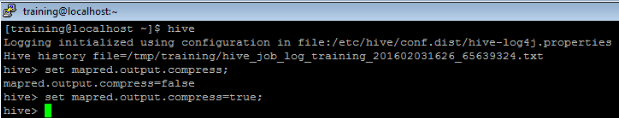 training@localhost:~
[training@localhost ~]$ hive
Logging initialized using configuration in file:/etc/hive/conf.dist/hive-log4j.properties
Hive history file=/tmp/training/hive_job_log_training_201602031626_65639324.txt
hive> set mapred.output.compress;
mapred.output.compress=false
hive> set mapred.output.compress=true;
hive>